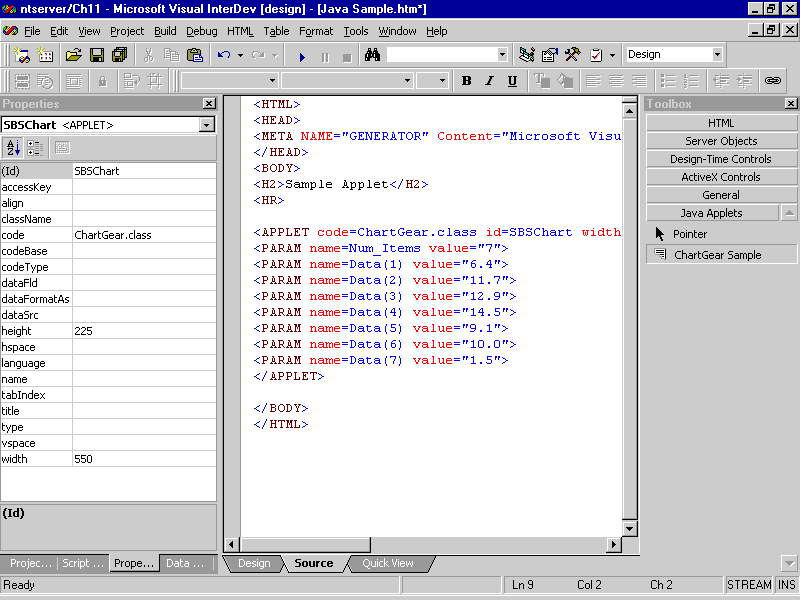 ntserver/Ch11 - Microsoft Visual InterDev [design] - [Java Sample.htm*]
File Edit View Project Build Debug HTML Table Format Tools Window Help
Design
B I U
Properties
SBSChart <APPLET>
(Id) SBSChart
accessKey
align
className
code ChartGear.class
codeBase
codeType
dataFld
dataFormatAs
dataSrc
height 225
hspace
language
name
tabIndex
title
type
vspace
width 550
(Id)
Projec... Script ... Prope... Data ...
<HTML>
<HEAD>
<META NAME="GENERATOR" Content="Microsoft Visu
</HEAD>
<BODY>
<H2>Sample Applet</H2>
<HR>
<APPLET code=ChartGear.class id=SBSChart width
<PARAM name=Num_Items value="7">
<PARAM name=Data(1) value="6.4">
<PARAM name=Data(2) value="11.7">
<PARAM name=Data(3) value="12.9">
<PARAM name=Data(4) value="14.5">
<PARAM name=Data(5) value="9.1">
<PARAM name=Data(6) value="10.0">
<PARAM name=Data(7) value="1.5">
</APPLET>
</BODY>
</HTML>
Design Source Quick View
Toolbox
HTML
Server Objects
Design-Time Controls
ActiveX Controls
General
Java Applets
Pointer
ChartGear Sample
Ready Ln 9 Col 2 Ch 2 STREAM INS